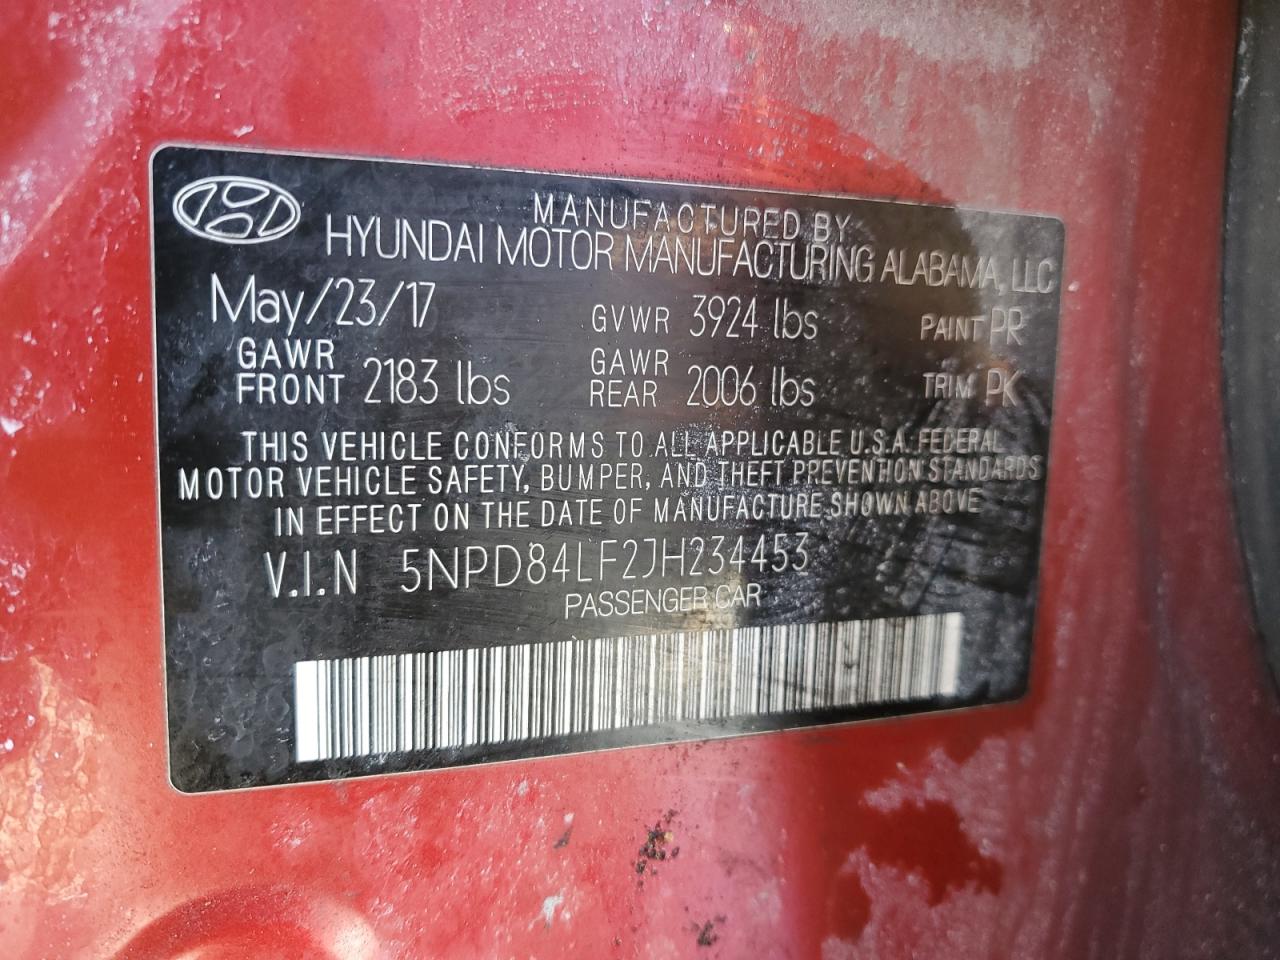 MANUFACTURED BY
HYUNDAI MOTOR MANUFACTURING ALABAMA, LLC
May/23/17 GVWR 3924 lbs PAINT PR
GAWR FRONT 2183 lbs GAWR REAR 2006 lbs TRIM PK
THIS VEHICLE CONFORMS TO ALL APPLICABLE U.S.A. FEDERAL
MOTOR VEHICLE SAFETY, BUMPER, AND THEFT PREVENTION STANDARDS
IN EFFECT ON THE DATE OF MANUFACTURE SHOWN ABOVE
V.I.N 5NPD84LF2JH234453
PASSENGER CAR